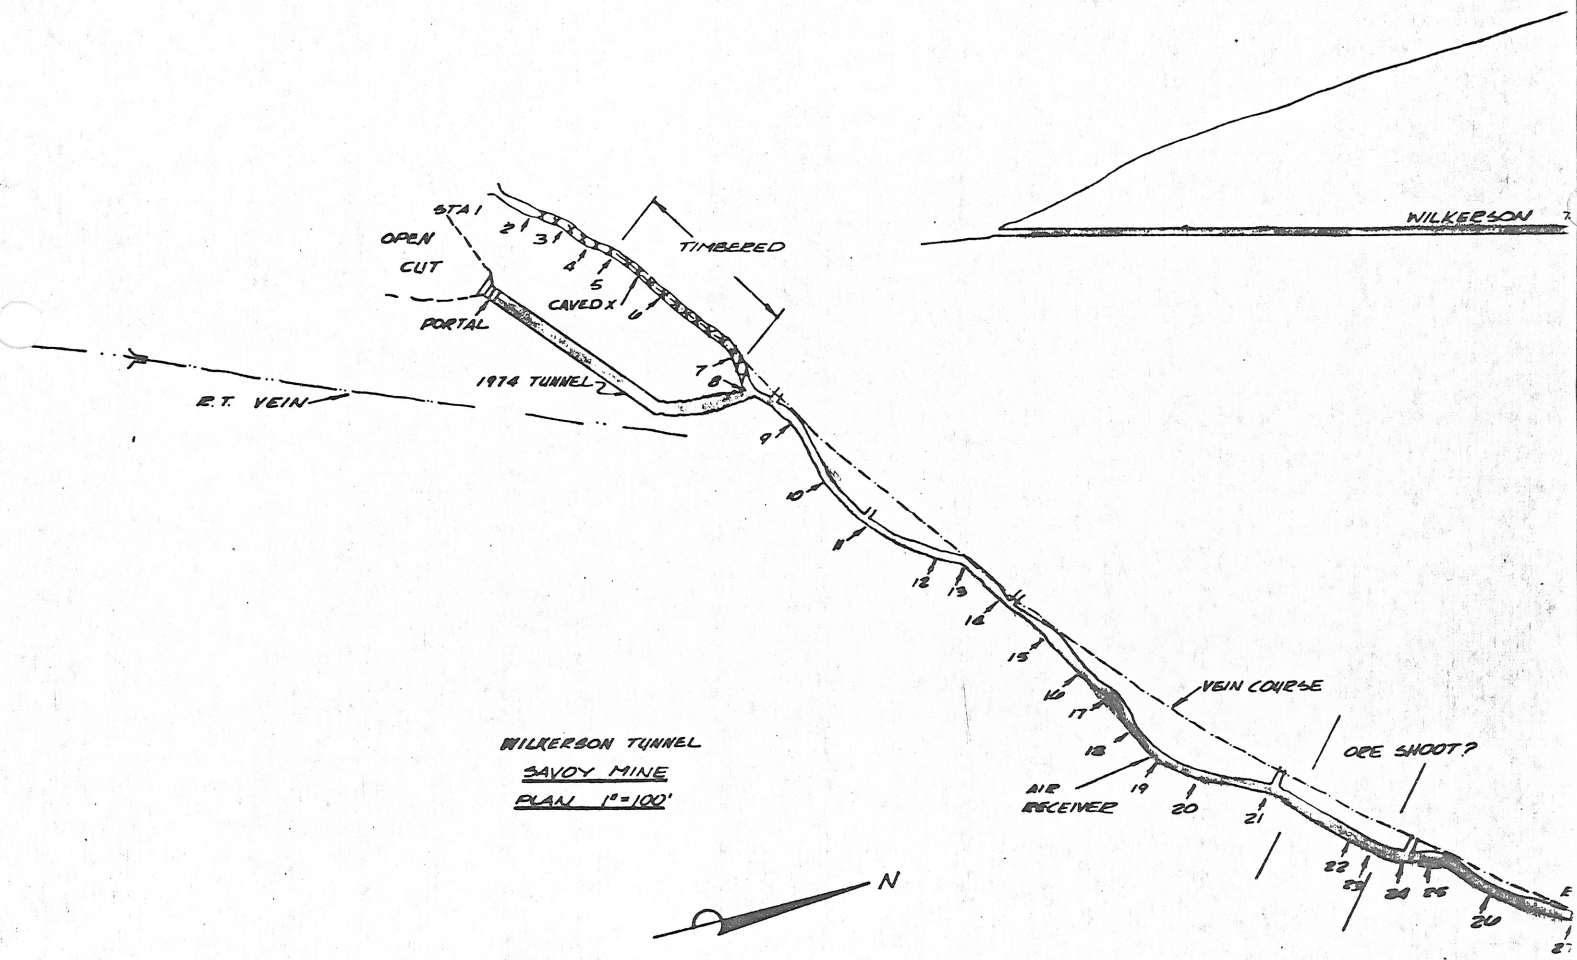 WILKERSON
STA 1
2
3
4
5
OPEN
CUT
TIMBERED
CAVED X
6
PORTAL
7
8
1974 TUNNEL
R.T. VEIN
9
10
11
12
13
14
15
16
17
18
VEIN COURSE
ORE SHOOT?
WILKERSON TUNNEL
SAVOY MINE
PLAN 1"=100'
AIR
RECEIVER
19
20
21
22
23
24
25
26
N